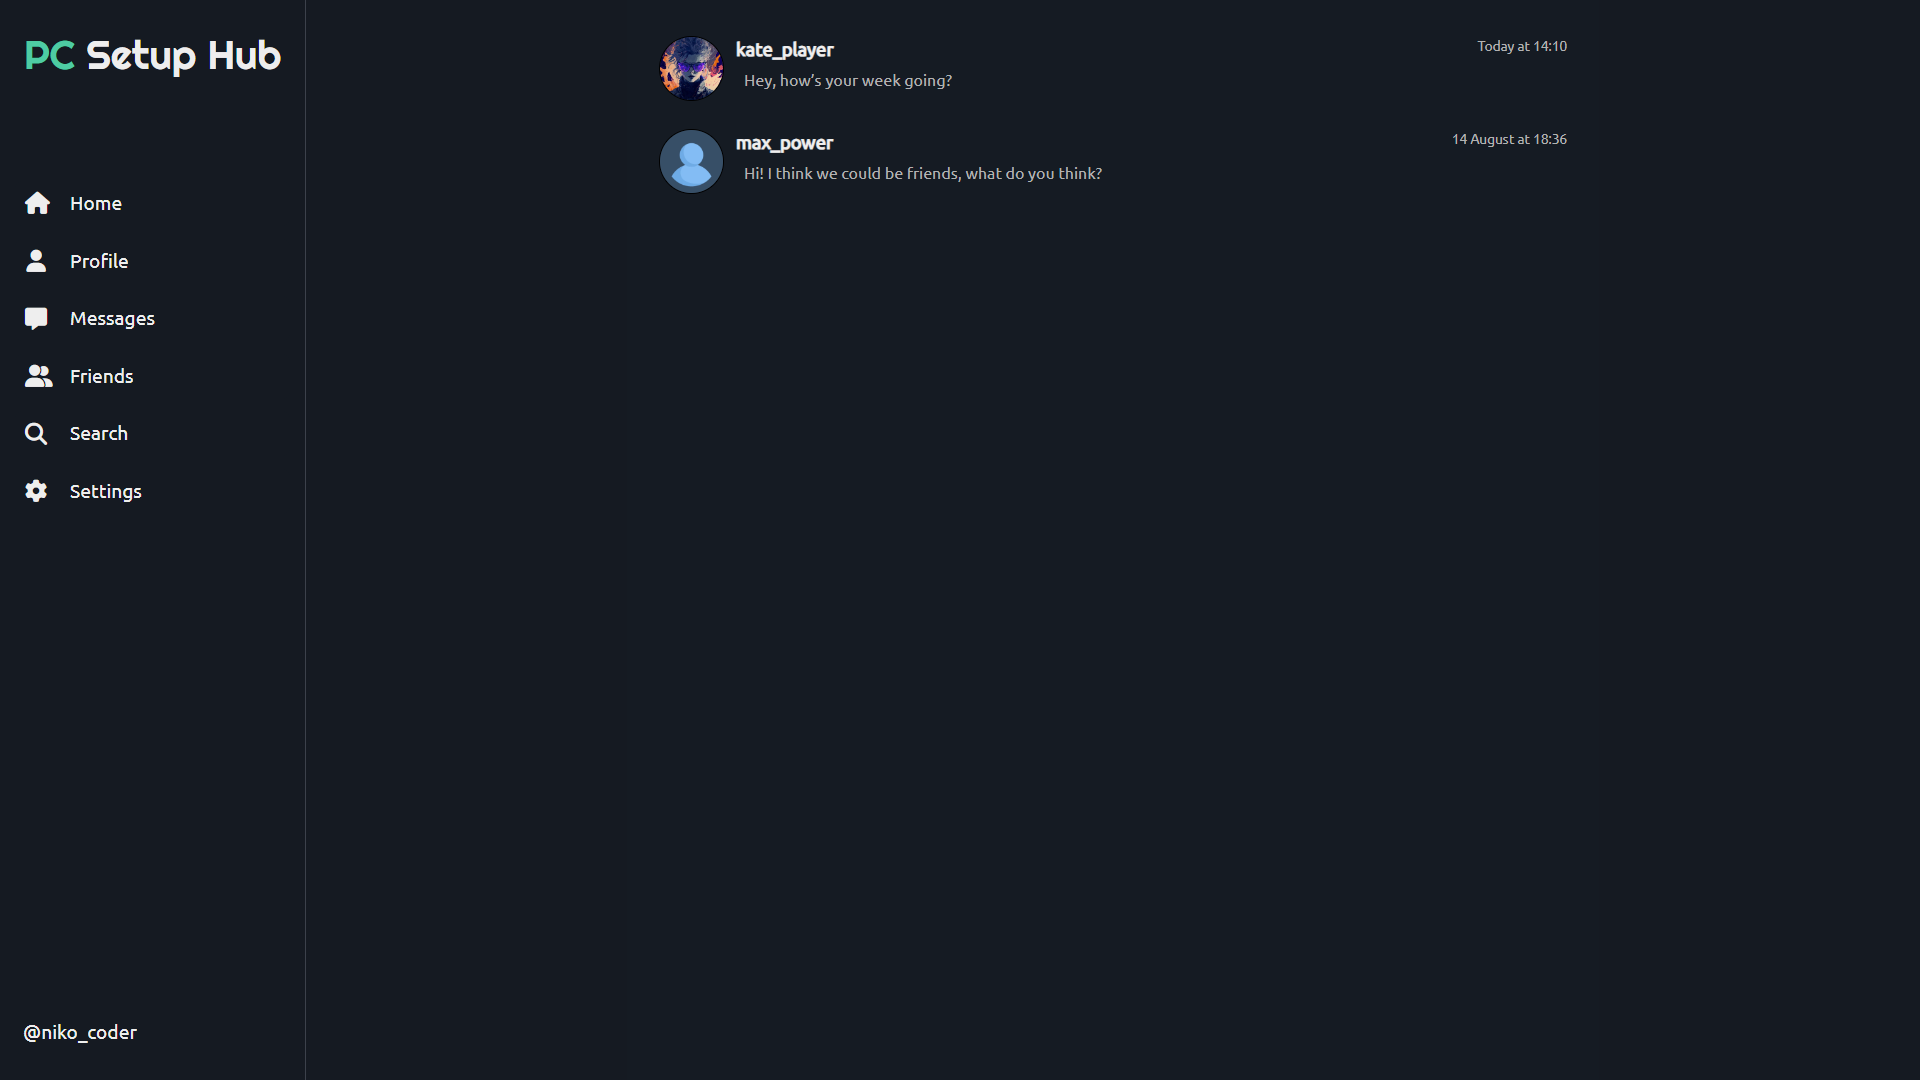 PC Setup Hub
Home
Profile
Messages
Friends
Search
Settings
@niko_coder
kate_player
Today at 14:10
Hey, how’s your week going?
max_power
14 August at 18:36
Hi! I think we could be friends, what do you think?